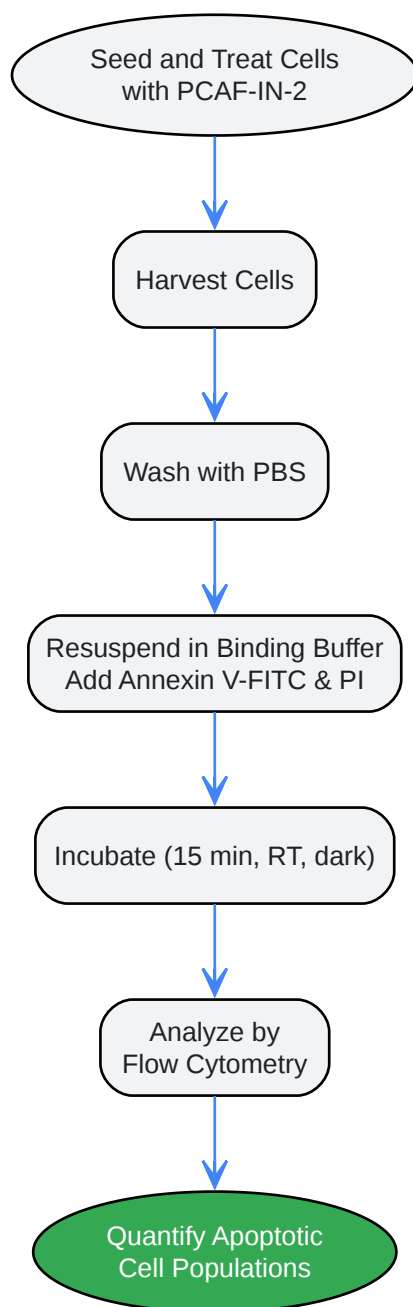 Seed and Treat Cells
with PCAF-IN-2
Harvest Cells
Wash with PBS
Resuspend in Binding Buffer
Add Annexin V-FITC & PI
Incubate (15 min, RT, dark)
Analyze by
Flow Cytometry
Quantify Apoptotic
Cell Populations